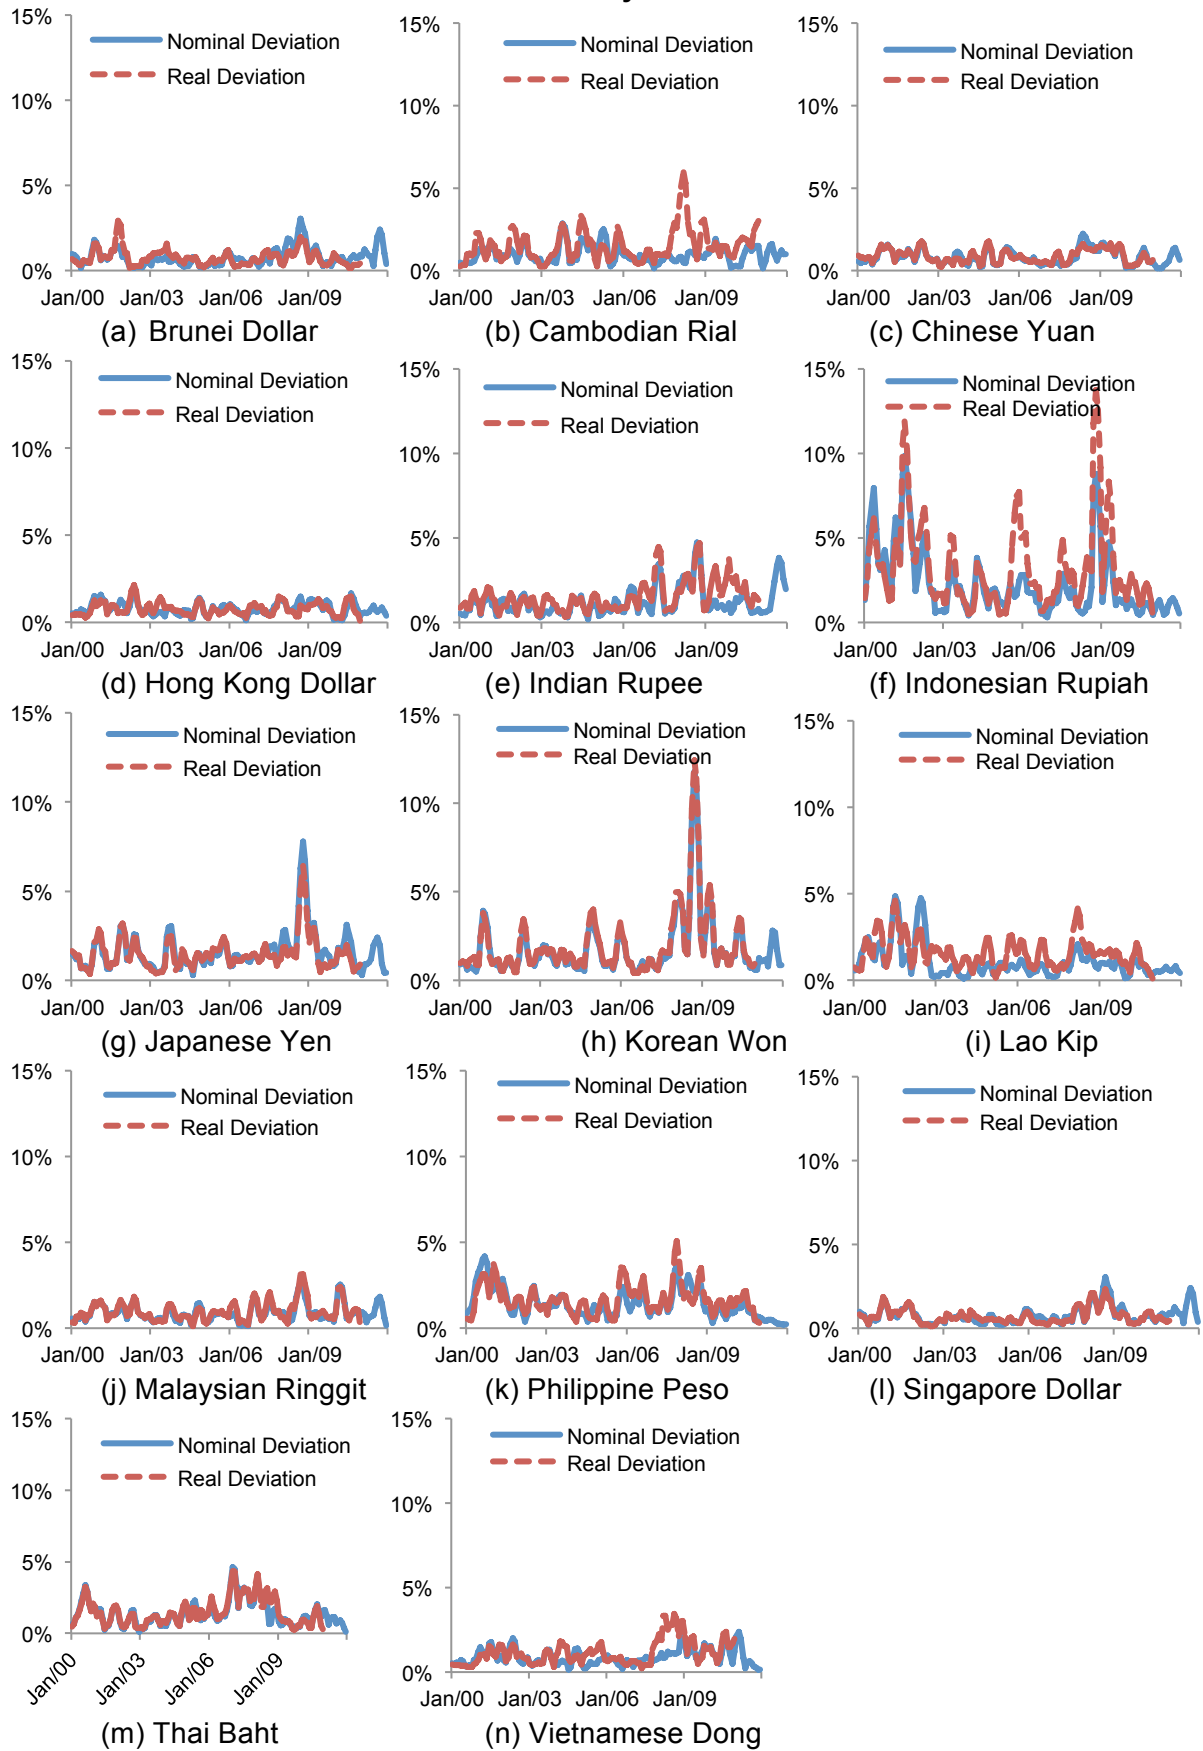 15%
Nominal Deviation
Real Deviation
10%
5%
0%
Jan/00 Jan/03 Jan/06 Jan/09
(a) Brunei Dollar
15%
Nominal Deviation
Real Deviation
10%
5%
0%
Jan/00 Jan/03 Jan/06 Jan/09
(b) Cambodian Rial
15%
Nominal Deviation
Real Deviation
10%
5%
0%
Jan/00 Jan/03 Jan/06 Jan/09
(c) Chinese Yuan
15%
Nominal Deviation
Real Deviation
10%
5%
0%
Jan/00 Jan/03 Jan/06 Jan/09
(d) Hong Kong Dollar
15%
Nominal Deviation
Real Deviation
10%
5%
0%
Jan/00 Jan/03 Jan/06 Jan/09
(e) Indian Rupee
15%
Nominal Deviation
Real Deviation
10%
5%
0%
Jan/00 Jan/03 Jan/06 Jan/09
(f) Indonesian Rupiah
15%
Nominal Deviation
Real Deviation
10%
5%
0%
Jan/00 Jan/03 Jan/06 Jan/09
(g) Japanese Yen
15%
Nominal Deviation
Real Deviation
10%
5%
0%
Jan/00 Jan/03 Jan/06 Jan/09
(h) Korean Won
15%
Nominal Deviation
Real Deviation
10%
5%
0%
Jan/00 Jan/03 Jan/06 Jan/09
(i) Lao Kip
15%
Nominal Deviation
Real Deviation
10%
5%
0%
Jan/00 Jan/03 Jan/06 Jan/09
(j) Malaysian Ringgit
15%
Nominal Deviation
Real Deviation
10%
5%
0%
Jan/00 Jan/03 Jan/06 Jan/09
(k) Philippine Peso
15%
Nominal Deviation
Real Deviation
10%
5%
0%
Jan/00 Jan/03 Jan/06 Jan/09
(l) Singapore Dollar
15%
Nominal Deviation
Real Deviation
10%
5%
0%
Jan/00 Jan/03 Jan/06 Jan/09
(m) Thai Baht
15%
Nominal Deviation
Real Deviation
10%
5%
0%
Jan/00 Jan/03 Jan/06 Jan/09
(n) Vietnamese Dong